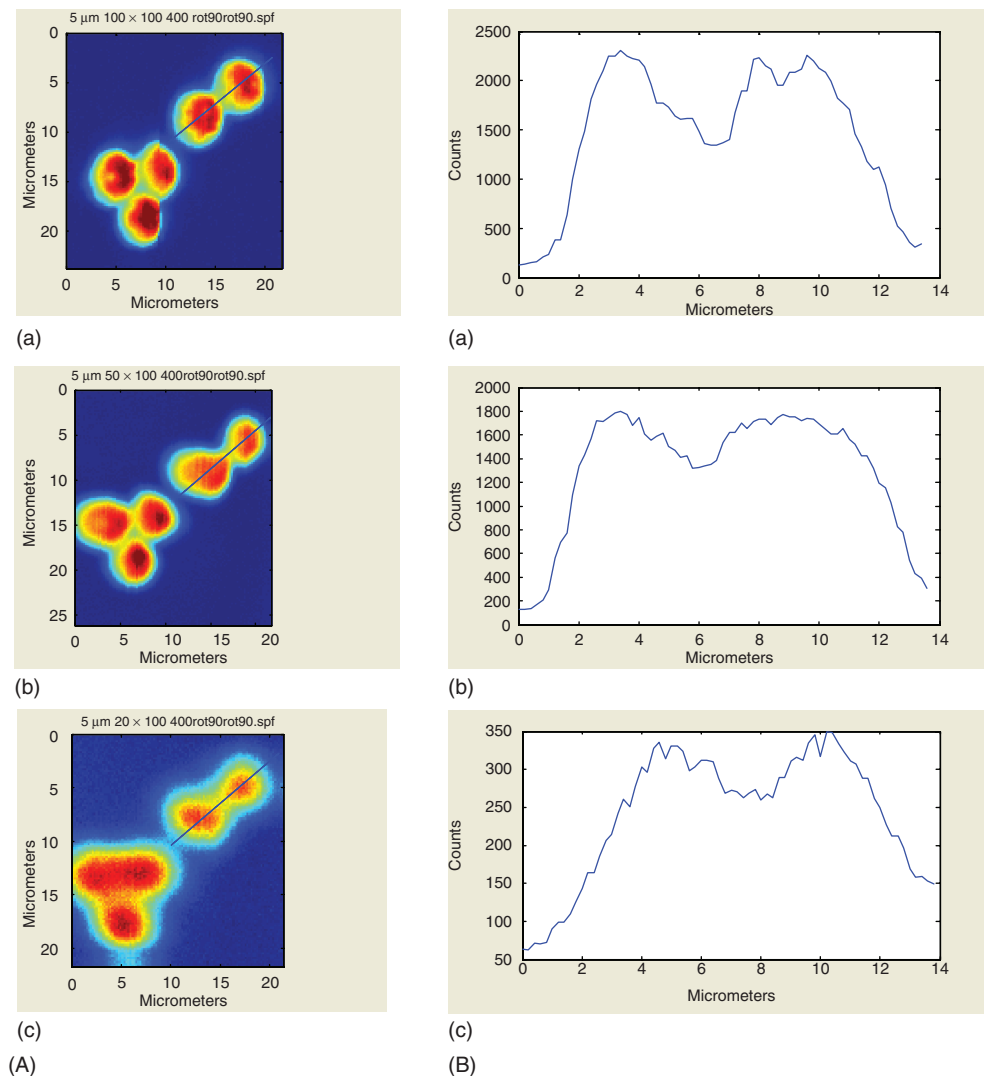 5 μm 100 × 100 400 rot90rot90.spf
0
5
10
15
20
Micrometers
0 5 10 15 20
Micrometers
(a)
2500
2000
1500
1000
500
0
Counts
0 2 4 6 8 10 12 14
Micrometers
(a)
5 μm 50 × 100 400rot90rot90.spf
0
5
10
15
20
25
Micrometers
0 5 10 15 20
Micrometers
(b)
2000
1800
1600
1400
1200
1000
800
600
400
200
0
Counts
0 2 4 6 8 10 12 14
Micrometers
(b)
5 μm 20 × 100 400rot90rot90.spf
0
5
10
15
20
Micrometers
0 5 10 15 20
Micrometers
(c)
(A)
350
300
250
200
150
100
50
Counts
0 2 4 6 8 10 12 14
Micrometers
(c)
(B)